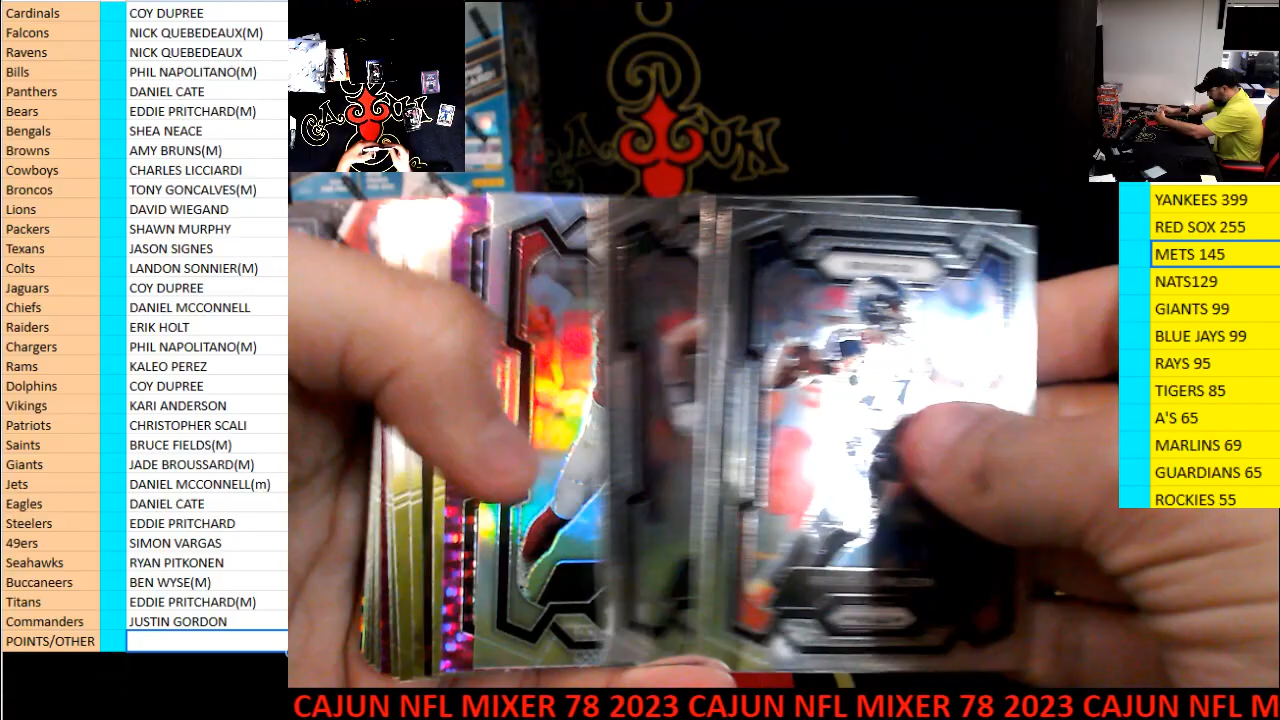 Cardinals COY DUPREE
Falcons NICK QUEBEDEAUX(M)
Ravens NICK QUEBEDEAUX
Bills PHIL NAPOLITANO(M)
Panthers DANIEL CATE
Bears EDDIE PRITCHARD(M)
Bengals SHEA NEACE
Browns AMY BRUNS(M)
Cowboys CHARLES LICCIARDI
Broncos TONY GONCALVES(M)
Lions DAVID WIEGAND
Packers SHAWN MURPHY
Texans JASON SIGNES
Colts LANDON SONNIER(M)
Jaguars COY DUPREE
Chiefs DANIEL MCCONNELL
Raiders ERIK HOLT
Chargers PHIL NAPOLITANO(M)
Rams KALEO PEREZ
Dolphins COY DUPREE
Vikings KARI ANDERSON
Patriots CHRISTOPHER SCALI
Saints BRUCE FIELDS(M)
Giants JADE BROUSSARD(M)
Jets DANIEL MCCONNELL(m)
Eagles DANIEL CATE
Steelers EDDIE PRITCHARD
49ers SIMON VARGAS
Seahawks RYAN PITKONEN
Buccaneers BEN WYSE(M)
Titans EDDIE PRITCHARD(M)
Commanders JUSTIN GORDON
POINTS/OTHER
YANKEES 399
RED SOX 255
METS 145
NATS129
GIANTS 99
BLUE JAYS 99
RAYS 95
TIGERS 85
A'S 65
MARLINS 69
GUARDIANS 65
ROCKIES 55
CAJUN NFL MIXER 78 2023 CAJUN NFL MIXER 78 2023 CAJUN NFL M